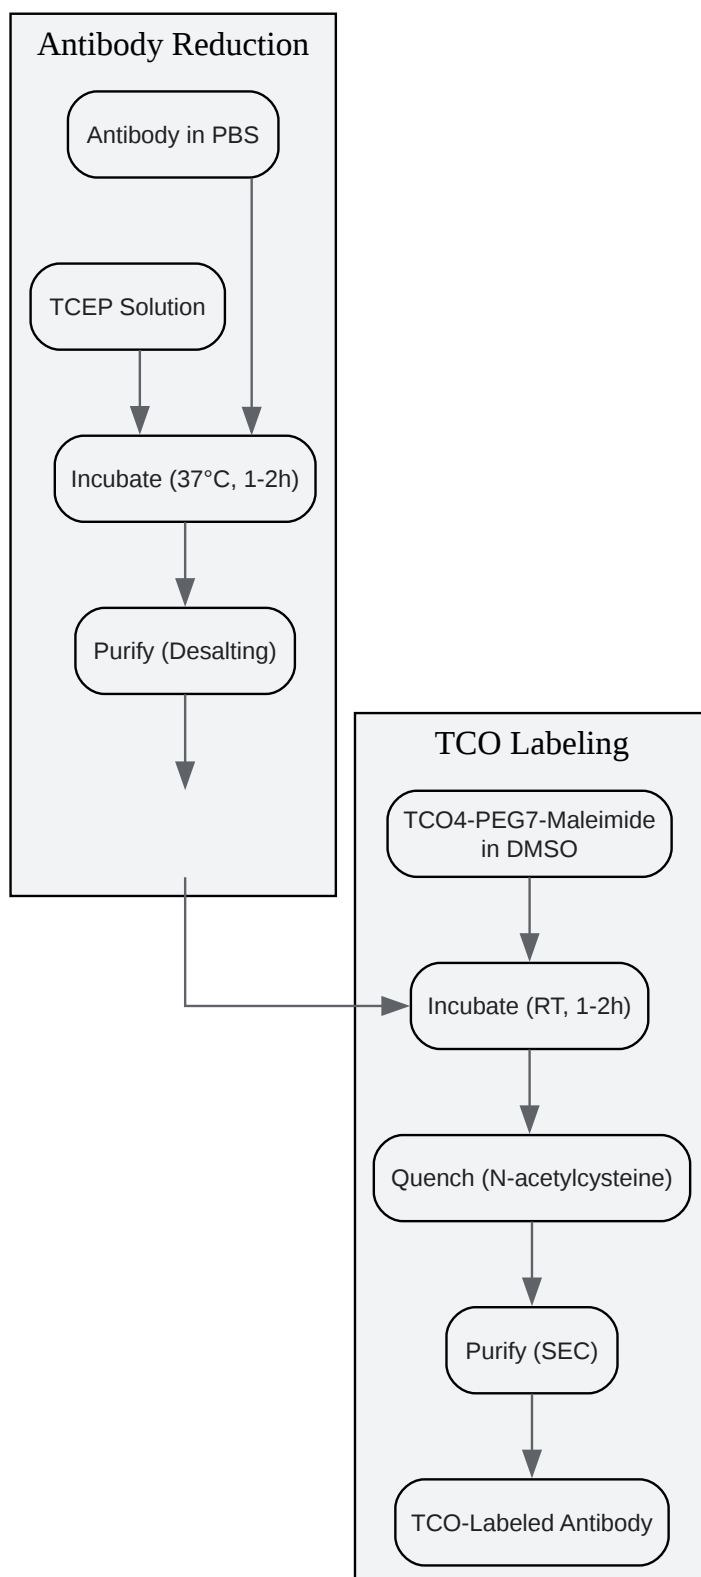 Antibody Reduction
Antibody in PBS
TCEP Solution
Incubate (37°C, 1-2h)
Purify (Desalting)
TCO Labeling
TCO4-PEG7-Maleimide
in DMSO
Incubate (RT, 1-2h)
Quench (N-acetylcysteine)
Purify (SEC)
TCO-Labeled Antibody